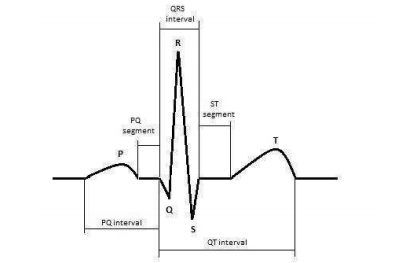 QRS
interval
R
ST
segment
PQ
segment
P
T
Q
S
PQ interval
QT interval